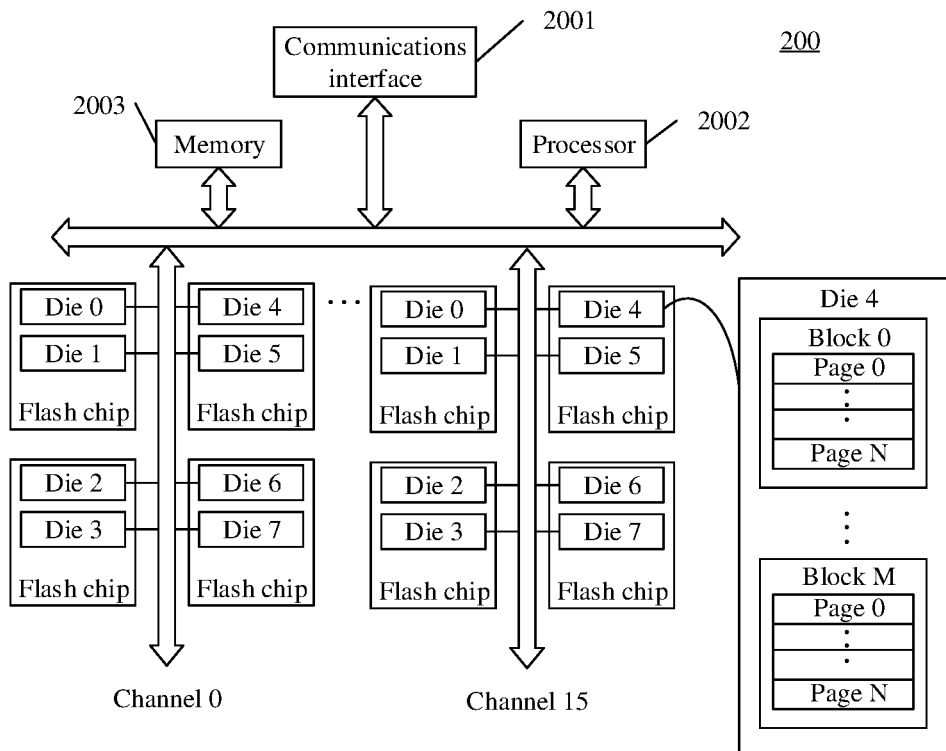 2001
200
Communications
interface
2003
2002
Memory
Processor
Die 0
Die 4
...
Die 0
Die 4
Die 1
Die 5
Die 1
Die 5
Flash chip
Flash chip
Flash chip
Flash chip
Die 2
Die 6
Die 2
Die 6
Die 3
Die 7
Die 3
Die 7
Flash chip
Flash chip
Flash chip
Flash chip
Channel 0
Channel 15
Die 4
Block 0
Page 0
Page N
Block M
Page 0
Page N